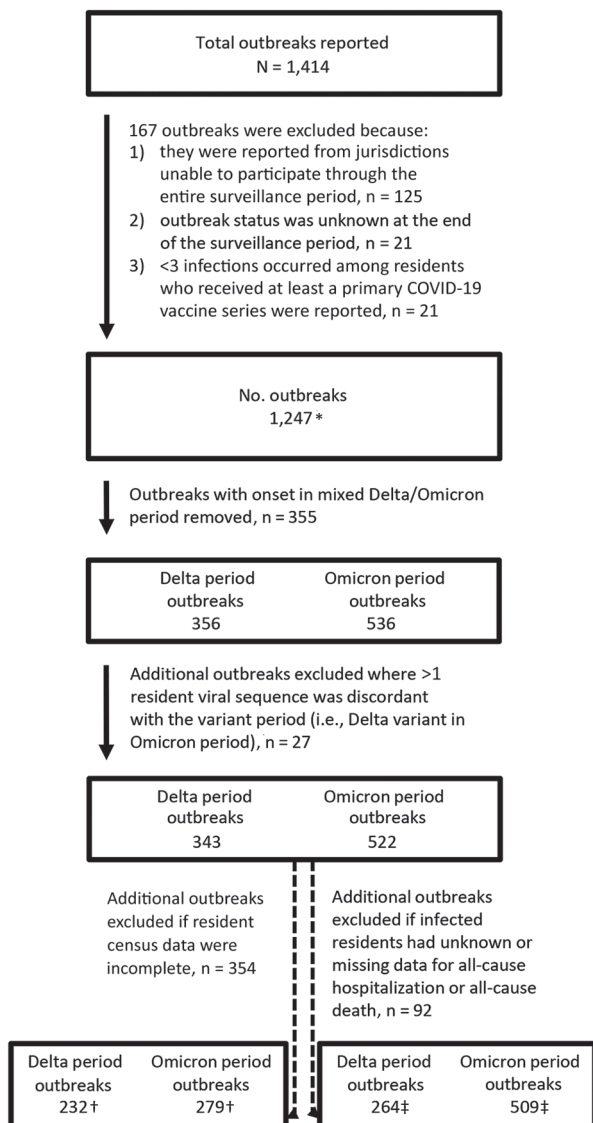 Total outbreaks reported
N = 1,414
167 outbreaks were excluded because:
1) they were reported from jurisdictions
unable to participate through the
entire surveillance period, n = 125
2) outbreak status was unknown at the end
of the surveillance period, n = 21
3) <3 infections occurred among residents
who received at least a primary COVID-19
vaccine series were reported, n = 21
No. outbreaks
1,247*
Outbreaks with onset in mixed Delta/Omicron
period removed, n = 355
Delta period
outbreaks
356
Omicron period
outbreaks
536
Additional outbreaks excluded where >1
resident viral sequence was discordant
with the variant period (i.e., Delta variant in
Omicron period), n = 27
Delta period
outbreaks
343
Omicron period
outbreaks
522
Additional outbreaks
excluded if resident
census data were
incomplete, n = 354
Additional outbreaks
excluded if infected
residents had unknown or
missing data for all-cause
hospitalization or all-cause
death, n = 92
Delta period
outbreaks
232†
Omicron period
outbreaks
279†
Delta period
outbreaks
264‡
Omicron period
outbreaks
509‡